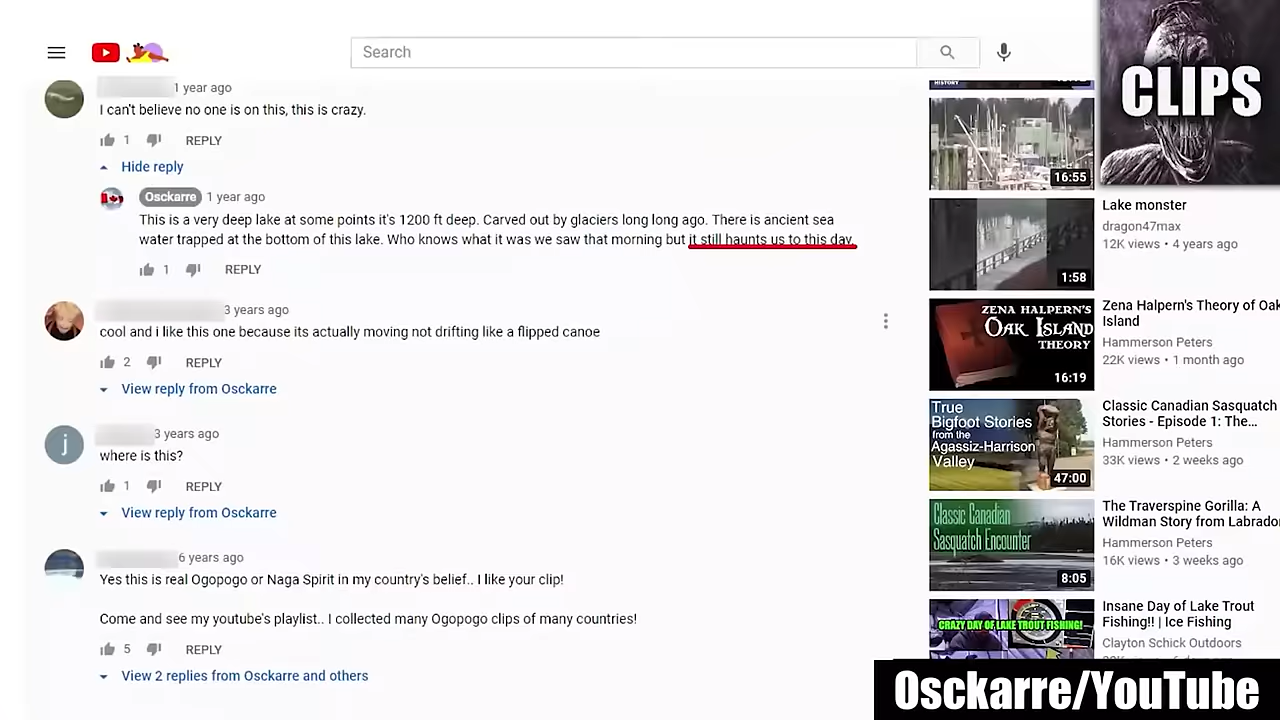 Search
1 year ago
I can't believe no one is on this, this is crazy.
1
REPLY
Hide reply
Osckarre 1 year ago
This is a very deep lake at some points it's 1200 ft deep. Carved out by glaciers long long ago. There is ancient sea
water trapped at the bottom of this lake. Who knows what it was we saw that morning but it still haunts us to this day.
1
REPLY
3 years ago
cool and i like this one because its actually moving not drifting like a flipped canoe
2
REPLY
View reply from Osckarre
j
3 years ago
where is this?
1
REPLY
View reply from Osckarre
6 years ago
Yes this is real Ogopogo or Naga Spirit in my country's belief.. I like your clip!
Come and see my youtube's playlist.. I collected many Ogopogo clips of many countries!
5
REPLY
View 2 replies from Osckarre and others
CLIPS
HISTORY
16:55
1:58
Lake monster
dragon47max
12K views • 4 years ago
ZENA HALPERN'S
OAK ISLAND
THEORY
16:19
Zena Halpern's Theory of Oak
Island
Hammerson Peters
22K views • 1 month ago
True
Bigfoot Stories
from the
Agassiz-Harrison
Valley
47:00
Classic Canadian Sasquatch
Stories - Episode 1: The...
Hammerson Peters
33K views • 2 weeks ago
Classic Canadian
Sasquatch Encounter
8:05
The Traverspine Gorilla: A
Wildman Story from Labrador
Hammerson Peters
16K views • 3 weeks ago
CRAZY DAY OF LAKE TROUT FISHING!
Insane Day of Lake Trout
Fishing!! | Ice Fishing
Clayton Schick Outdoors
Osckarre/YouTube